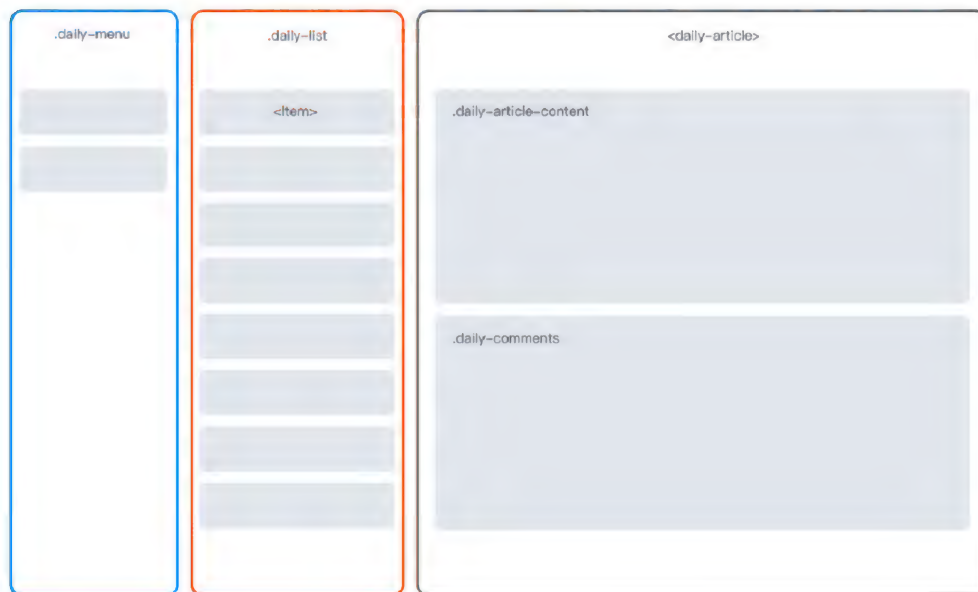 .daily-menu
.daily-list
<Item>
<daily-article>
.daily-article-content
.daily-comments